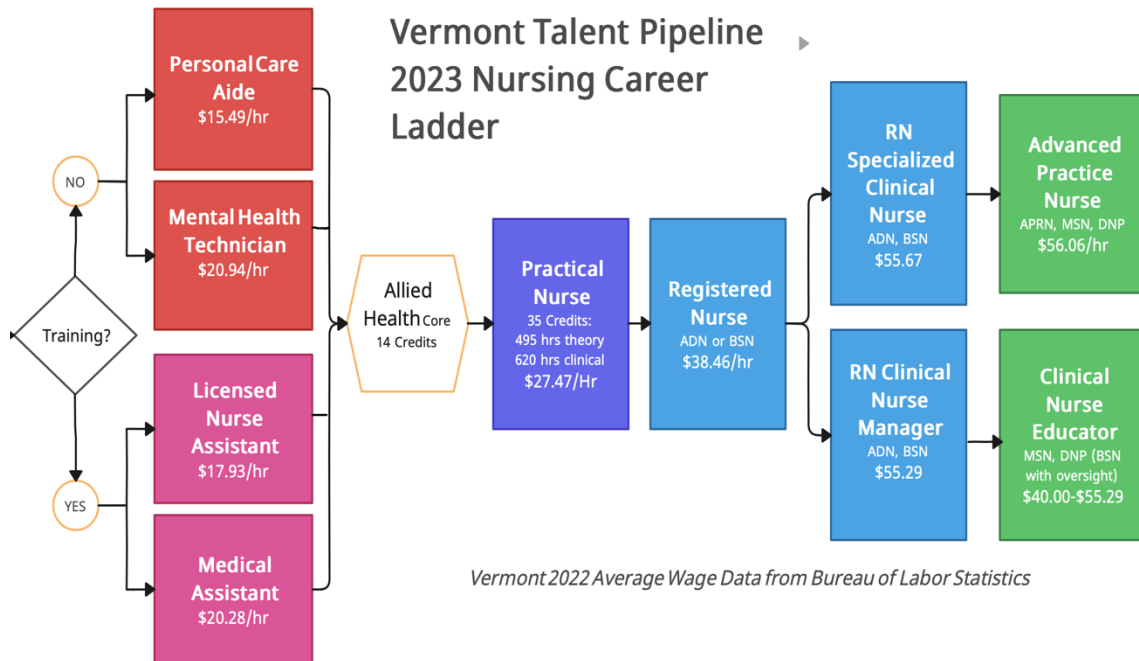 Vermont Talent Pipeline
2023 Nursing Career
Ladder
Training?
NO
YES
Personal Care
Aide
$15.49/hr
Mental Health
Technician
$20.94/hr
Licensed
Nurse
Assistant
$17.93/hr
Medical
Assistant
$20.28/hr
Allied
Health Core
14 Credits
Practical
Nurse
35 Credits:
495 hrs theory
620 hrs clinical
$27.47/Hr
Registered
Nurse
ADN or BSN
$38.46/hr
RN
Specialized
Clinical
Nurse
ADN, BSN
$55.67
Advanced
Practice
Nurse
APRN, MSN, DNP
$56.06/hr
RN Clinical
Nurse
Manager
ADN, BSN
$55.29
Clinical
Nurse
Educator
MSN, DNP (BSN
with oversight)
$40.00-$55.29
Vermont 2022 Average Wage Data from Bureau of Labor Statistics